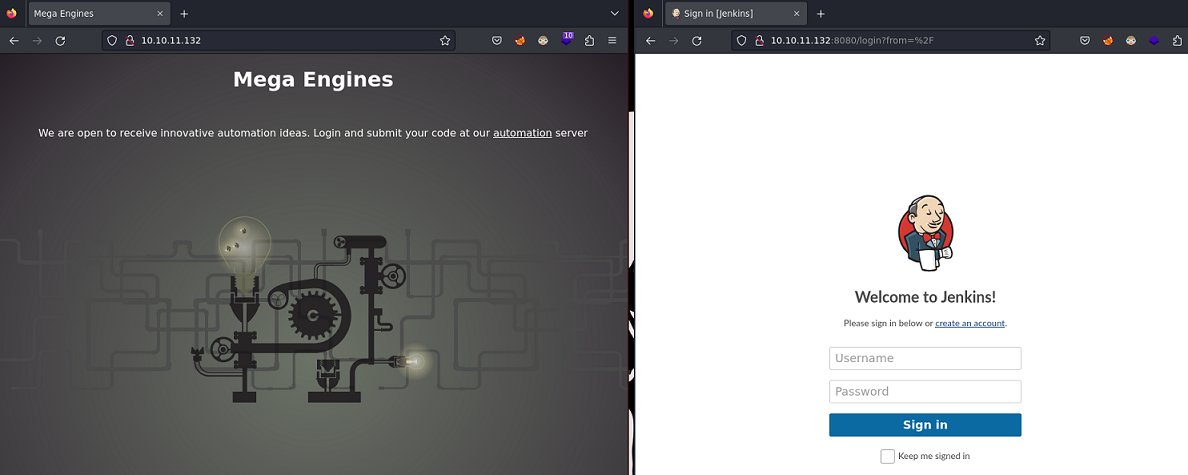 Mega Engines
10.10.11.132
10
Mega Engines
We are open to receive innovative automation ideas. Login and submit your code at our automation server
Sign in [Jenkins]
10.10.11.132:8080/login?from=%2F
Welcome to Jenkins!
Please sign in below or create an account.
Username
Password
Sign in
Keep me signed in